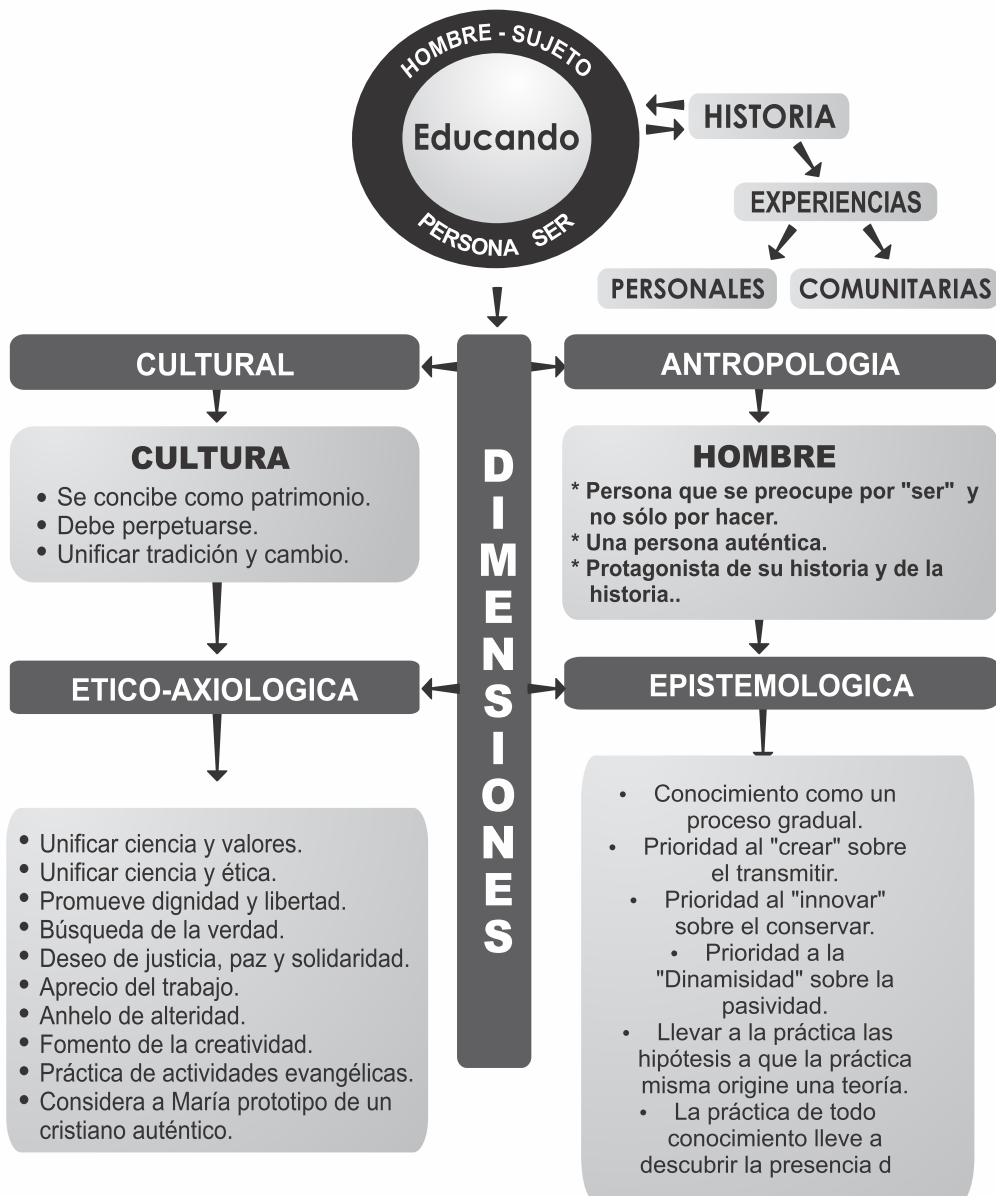 HOMBRE - SUJETO
Educando
PERSONA SER
HISTORIA
EXPERIENCIAS
PERSONALES
COMUNITARIAS
DIMENSIONES
CULTURAL
CULTURA
• Se concibe como patrimonio.
• Debe perpetuarse.
• Unificar tradición y cambio.
ANTROPOLOGIA
HOMBRE
* Persona que se preocupe por "ser" y
no sólo por hacer.
* Una persona auténtica.
* Protagonista de su historia y de la
historia..
ETICO-AXIOLOGICA
• Unificar ciencia y valores.
• Unificar ciencia y ética.
• Promueve dignidad y libertad.
• Búsqueda de la verdad.
• Deseo de justicia, paz y solidaridad.
• Aprecio del trabajo.
• Anhelo de alteridad.
• Fomento de la creatividad.
• Práctica de actividades evangélicas.
• Considera a María prototipo de un
cristiano auténtico.
EPISTEMOLOGICA
• Conocimiento como un
proceso gradual.
• Prioridad al "crear" sobre
el transmitir.
• Prioridad al "innovar"
sobre el conservar.
• Prioridad a la
"Dinamisidad" sobre la
pasividad.
• Llevar a la práctica las
hipótesis a que la práctica
misma origine una teoría.
• La práctica de todo
conocimiento lleve a
descubrir la presencia d